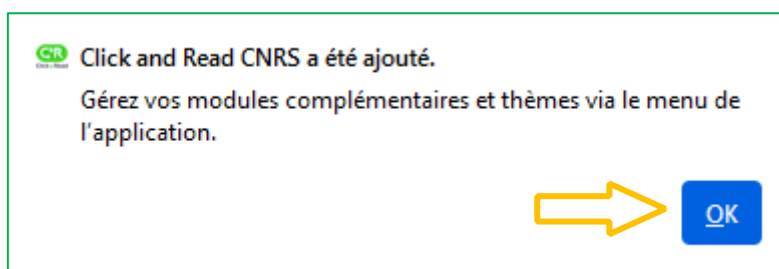 C'R
Click and Read CNRS a été ajouté.
Gérez vos modules complémentaires et thèmes via le menu de
l'application.
OK